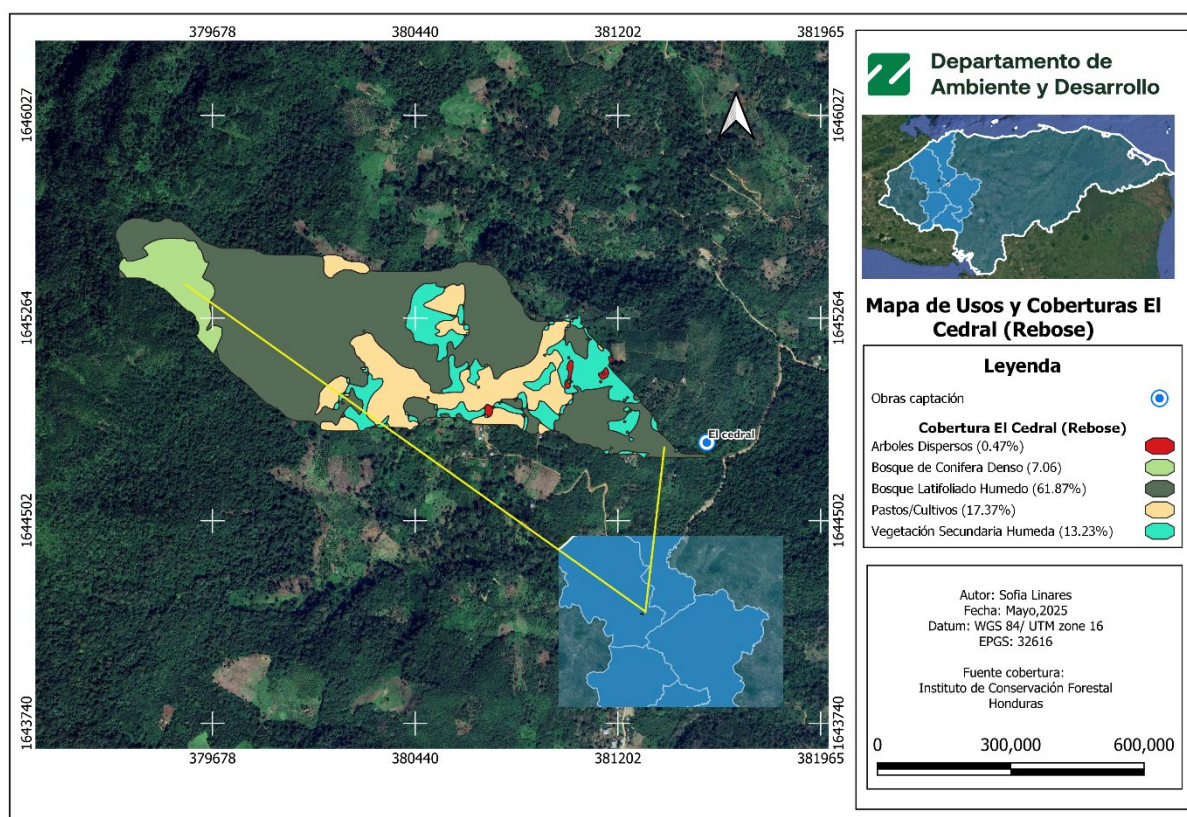 379678
380440
381202
381965
1646027
1646027
1645264
1645264
1644502
1644502
1643740
1643740
El cedral
379678
380440
381202
381965
Departamento de
Ambiente y Desarrollo
Mapa de Usos y Coberturas El
Cedral (Rebose)
Leyenda
Obras captación
Cobertura El Cedral (Rebose)
Arboles Dispersos (0.47%)
Bosque de Conifera Denso (7.06)
Bosque Latifoliado Humedo (61.87%)
Pastos/Cultivos (17.37%)
Vegetación Secundaria Humeda (13.23%)
Autor: Sofia Linares
Fecha: Mayo,2025
Datum: WGS 84/ UTM zone 16
EPGS: 32616
Fuente cobertura:
Instituto de Conservación Forestal
Honduras
0
300,000
600,000